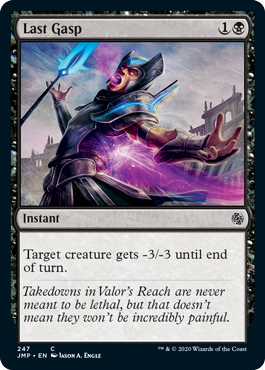 Last Gasp 1
Instant
Target creature gets -3/-3 until end
of turn.
Takedowns in Valor's Reach are never
meant to be lethal, but that doesn't
mean they won't be incredibly painful.
247 C
JMP • EN Jason A. Engle
™ & © 2020 Wizards of the Coast